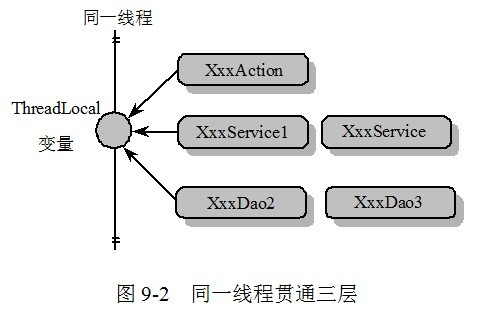 同一线程
XxxAction
ThreadLocal
变量
XxxService1
XxxService
XxxDao2
XxxDao3
图 9-2 同一线程贯通三层